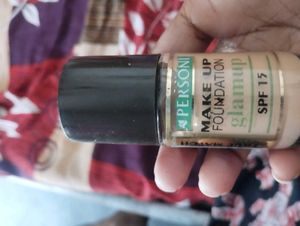 PERSONI
MAKE UP
FOUNDATION
glamup
SPF 15